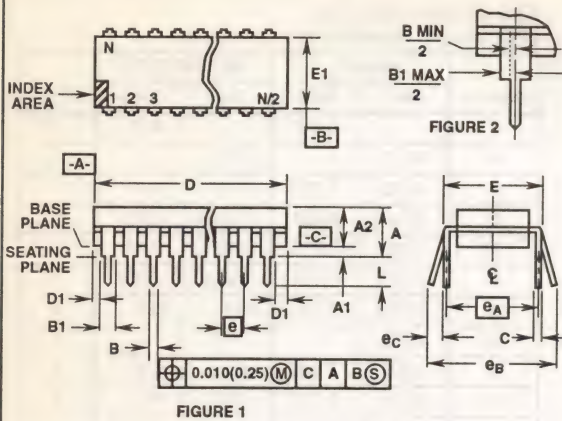 N
INDEX
AREA
1 2 3 N/2
E1
-B-
B MIN
2
B1 MAX
2
FIGURE 2
-A-
D
BASE
PLANE
SEATING
PLANE
-C-
A2
A
L
A1
D1
B1
B
e
D1
⌖ 0.010(0.25) Ⓜ C A B Ⓢ
FIGURE 1
E
℄
eA
eC
C
eB